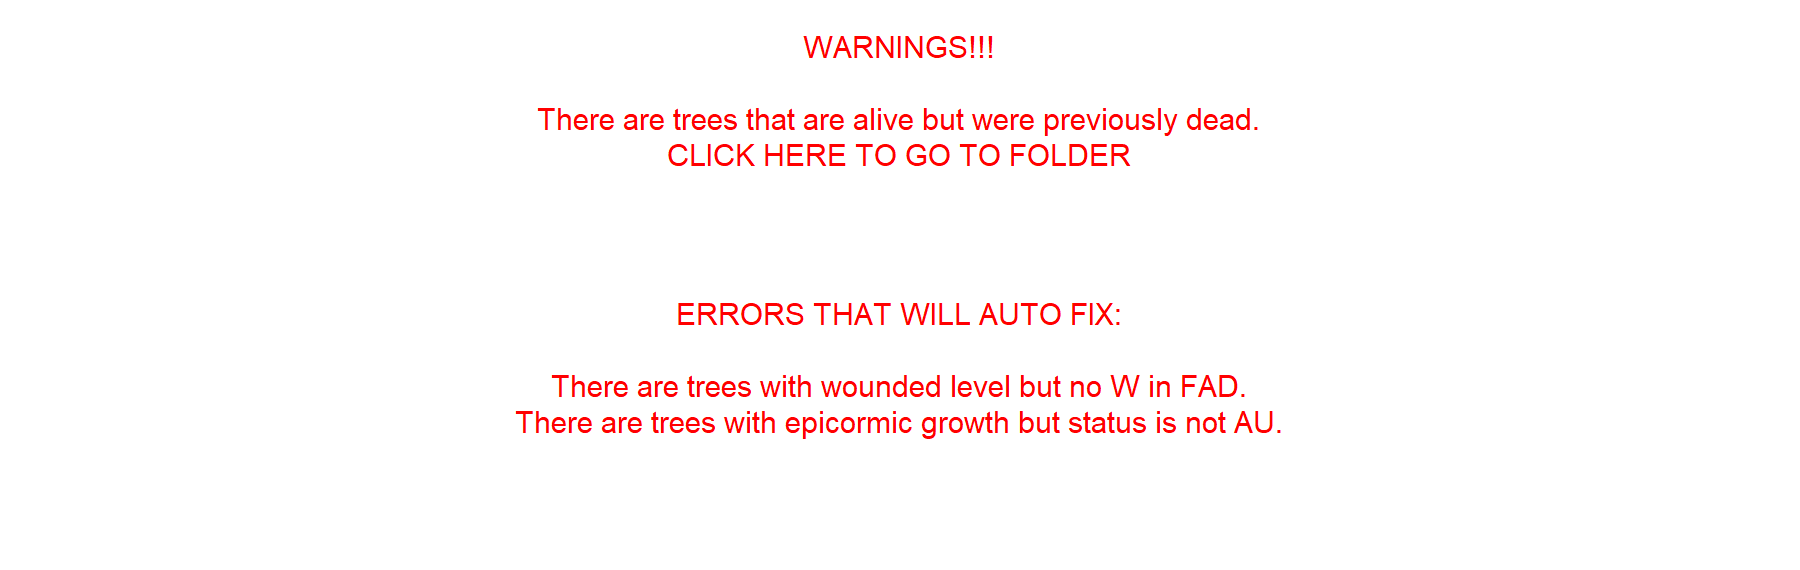 WARNINGS!!!
There are trees that are alive but were previously dead.
CLICK HERE TO GO TO FOLDER
ERRORS THAT WILL AUTO FIX:
There are trees with wounded level but no W in FAD.
There are trees with epicormic growth but status is not AU.